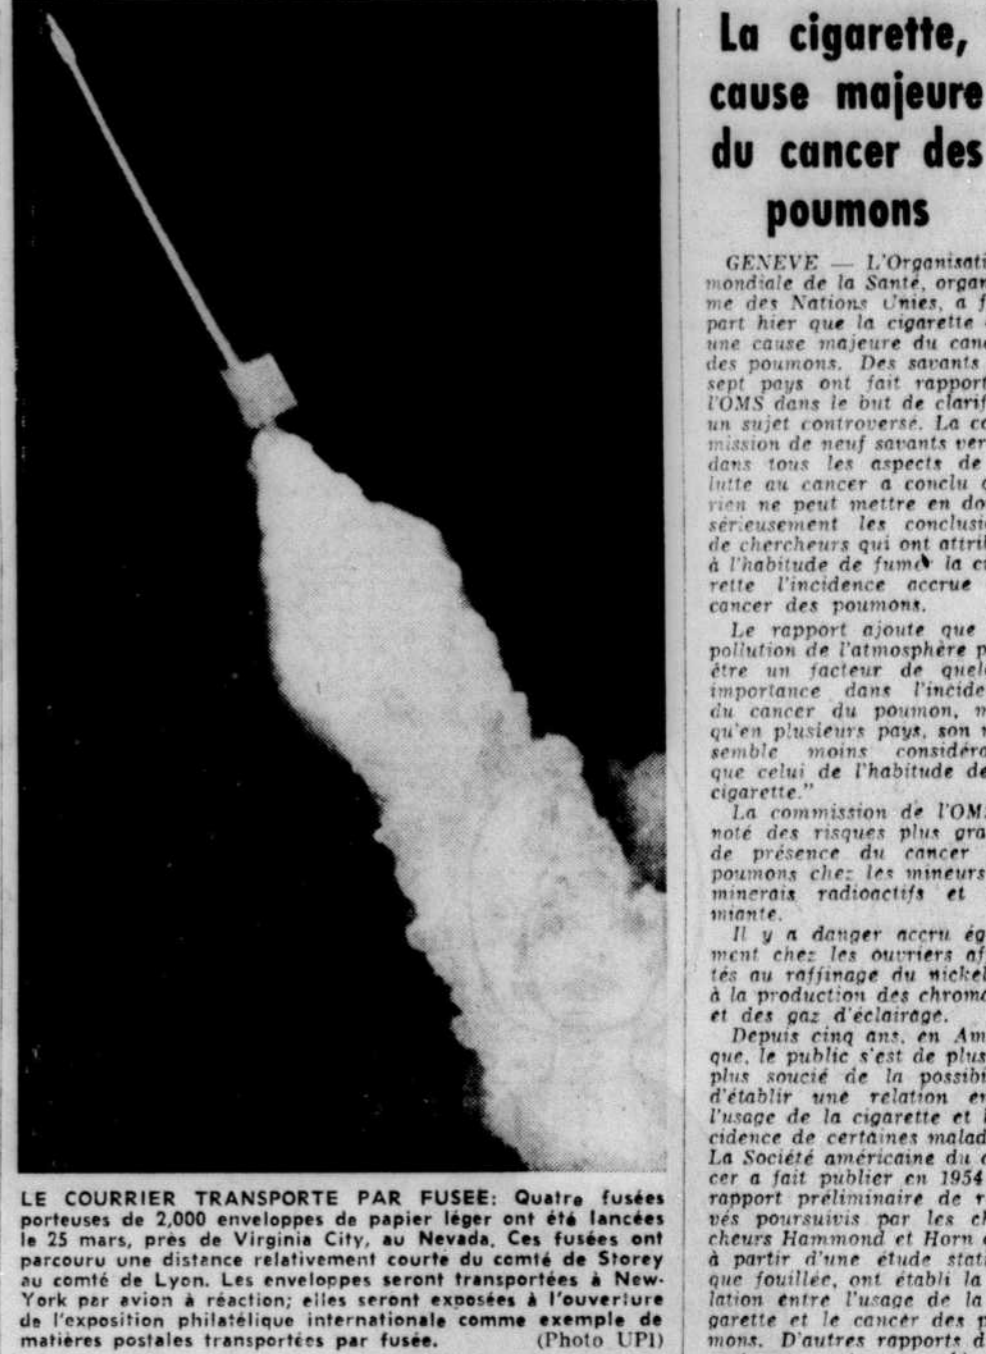 LE COURRIER TRANSPORTE PAR FUSEE: Quatre fusées
porteuses de 2,000 enveloppes de papier léger ont été lancées
le 25 mars, près de Virginia City, au Nevada. Ces fusées ont
parcouru une distance relativement courte du comté de Storey
au comté de Lyon. Les enveloppes seront transportées à New-
York par avion à réaction; elles seront exposées à l'ouverture
de l'exposition philatélique internationale comme exemple de
matières postales transportées par fusée. (Photo UPI)
La cigarette,
cause majeure
du cancer des
poumons
GENEVE — L'Organisati
mondiale de la Santé, organ
me des Nations Unies, a f
part hier que la cigarette
une cause majeure du canc
des poumons. Des savants
sept pays ont fait rapport
l'OMS dans le but de clarif
un sujet controversé. La co
mission de neuf savants ver
dans tous les aspects de
lutte au cancer a conclu
rien ne peut mettre en do
sérieusement les conclusi
de chercheurs qui ont attrib
à l'habitude de fumer la ci
rette l'incidence accrue
cancer des poumons.
Le rapport ajoute que
pollution de l'atmosphère p
être un facteur de quelq
importance dans l'incide
du cancer du poumon, m
qu'en plusieurs pays, son r
semble moins considéra
que celui de l'habitude de
cigarette."
La commission de l'OMS
noté des risques plus gra
de présence du cancer
poumons chez les mineurs
minerais radioactifs et
miante.
Il y a danger accru ég
ment chez les ouvriers af
tés au raffinage du nickel
à la production des chrom
et des gaz d'éclairage.
Depuis cinq ans, en Am
que, le public s'est de plus
plus soucié de la possibi
d'établir une relation en
l'usage de la cigarette et l
cidence de certaines malad
La Société américaine du c
cer a fait publier en 1954
rapport préliminaire de r
vés poursuivis par les ch
cheurs Hammond et Horn
à partir d'une étude stati
que fouillée, ont établi la
lation entre l'usage de la
garette et le cancer des p
mons. D'autres rapports d